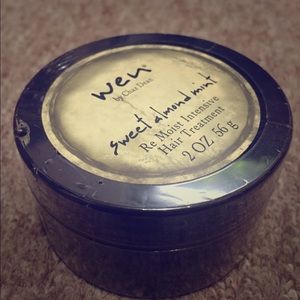 wen®
by Chaz Dean
sweet almond mint
Re Moist Intensive
Hair Treatment
2 OZ 56 g